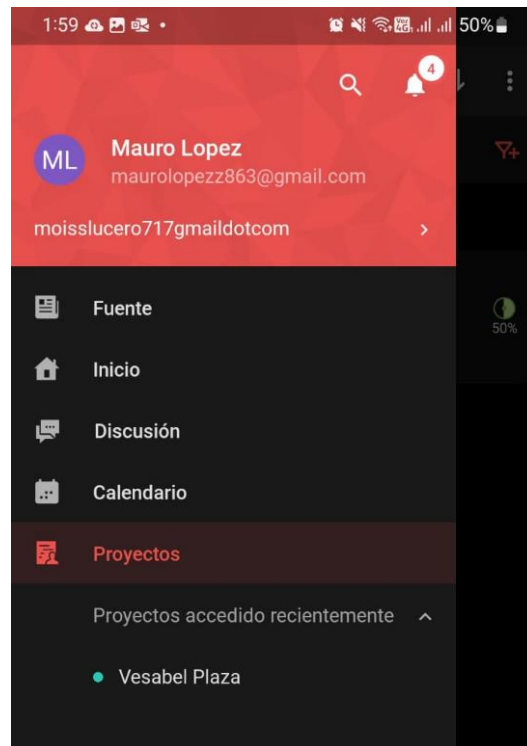 1:59 50%
4
ML Mauro Lopez
maurolopezz863@gmail.com
moisslucero717gmaildotcom
Fuente
Inicio
50%
Discusión
Calendario
Proyectos
Proyectos accedido recientemente
Vesabel Plaza